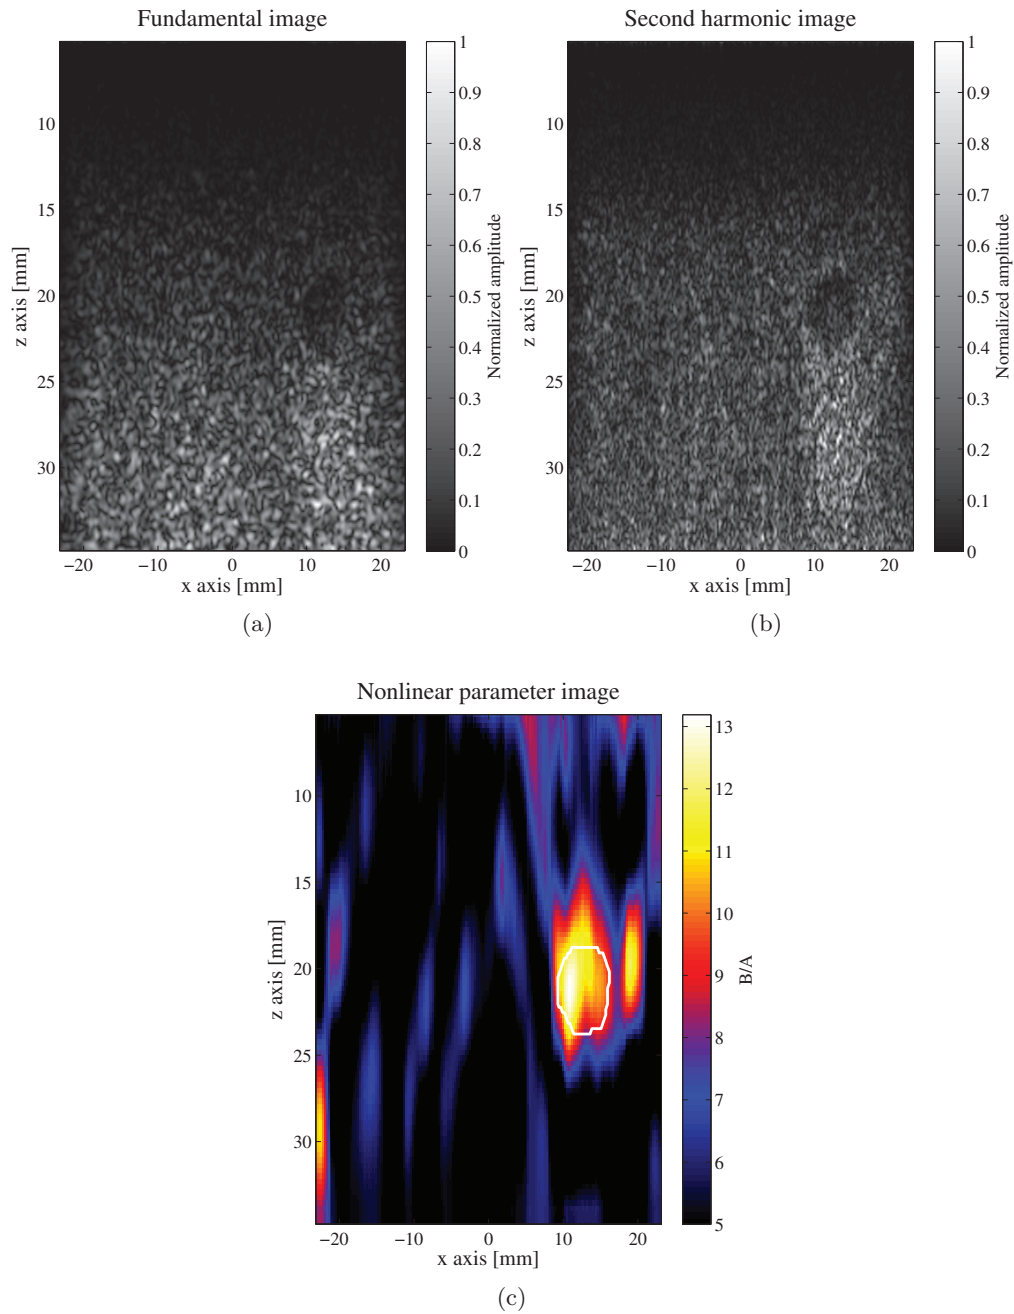 Fundamental image
Second harmonic image
10
15
20
25
30
z axis [mm]
−20 −10 0 10 20
x axis [mm]
1
0.9
0.8
0.7
0.6
0.5
0.4
0.3
0.2
0.1
0
Normalized amplitude
(a)
10
15
20
25
30
z axis [mm]
−20 −10 0 10 20
x axis [mm]
1
0.9
0.8
0.7
0.6
0.5
0.4
0.3
0.2
0.1
0
Normalized amplitude
(b)
Nonlinear parameter image
10
15
20
25
30
z axis [mm]
−20 −10 0 10 20
x axis [mm]
13
12
11
10
9
8
7
6
5
B/A
(c)